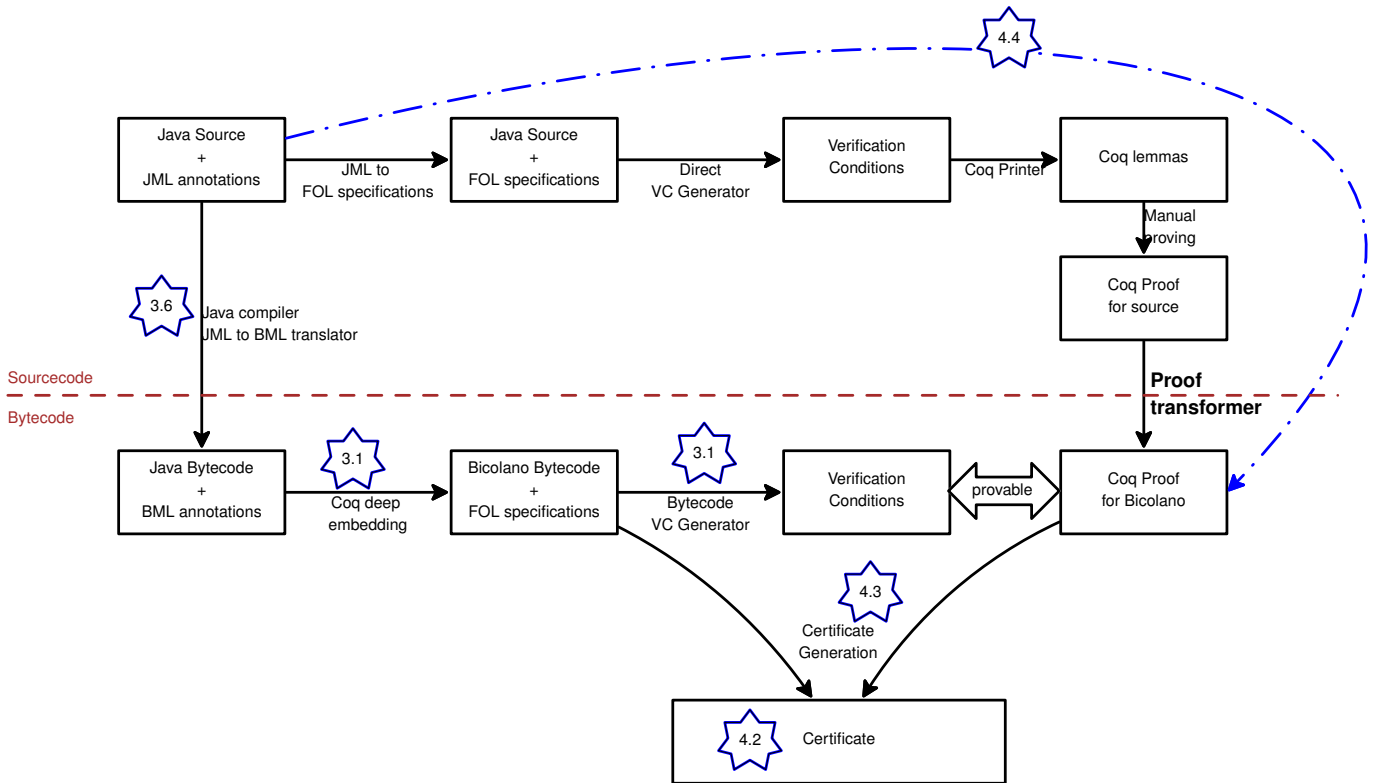 4.4
Java Source
+
JML annotations
JML to
FOL specifications
Java Source
+
FOL specifications
Direct
VC Generator
Verification
Conditions
Coq Printer
Coq lemmas
Manual
proving
Coq Proof
for source
3.6
Java compiler
JML to BML translator
Sourcecode
Bytecode
Proof
transformer
Java Bytecode
+
BML annotations
3.1
Coq deep
embedding
Bicolano Bytecode
+
FOL specifications
3.1
Bytecode
VC Generator
Verification
Conditions
provable
Coq Proof
for Bicolano
4.3
Certificate
Generation
4.2
Certificate